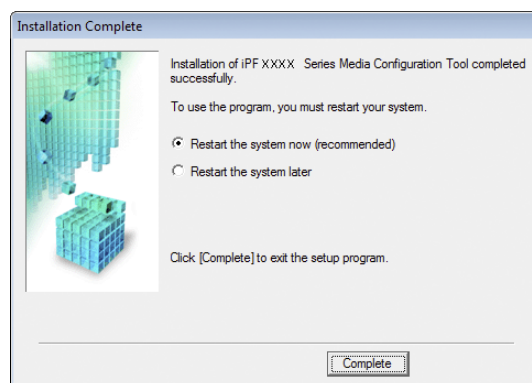 Installation Complete
Installation of iPF XXXX Series Media Configuration Tool completed
successfully.
To use the program, you must restart your system.
Restart the system now (recommended)
Restart the system later
Click [Complete] to exit the setup program.
Complete